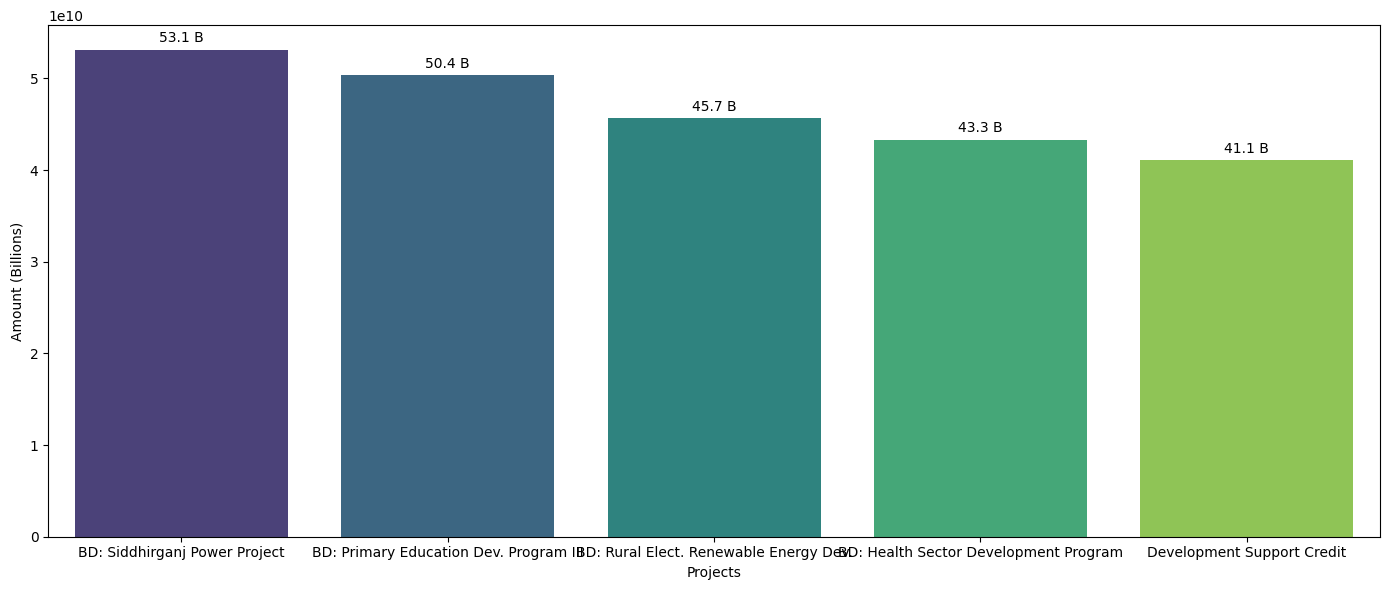 1e10
53.1 B
50.4 B
45.7 B
43.3 B
41.1 B
5
4
3
2
1
0
Amount (Billions)
BD: Siddhirganj Power Project
BD: Primary Education Dev. Program II
BD: Rural Elect. Renewable Energy Dev.
BD: Health Sector Development Program
Development Support Credit
Projects